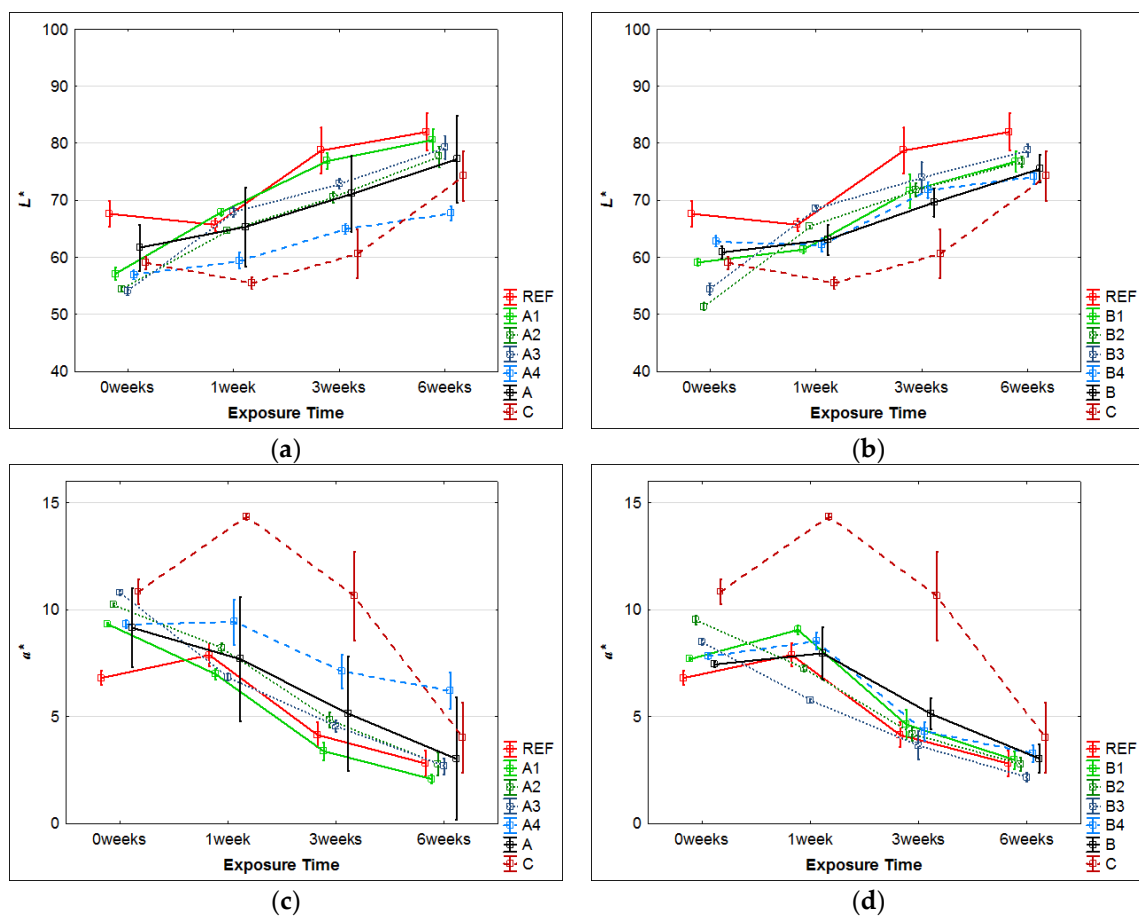 100
90
80
70
60
50
40
L*
0weeks
1week
3weeks
6weeks
Exposure Time
REF
A1
A2
A3
A4
A
C
(a)
100
90
80
70
60
50
40
L*
0weeks
1week
3weeks
6weeks
Exposure Time
REF
B1
B2
B3
B4
B
C
(b)
15
10
5
0
a*
0weeks
1week
3weeks
6weeks
Exposure Time
REF
A1
A2
A3
A4
A
C
(c)
15
10
5
0
a*
0weeks
1week
3weeks
6weeks
Exposure Time
REF
B1
B2
B3
B4
B
C
(d)